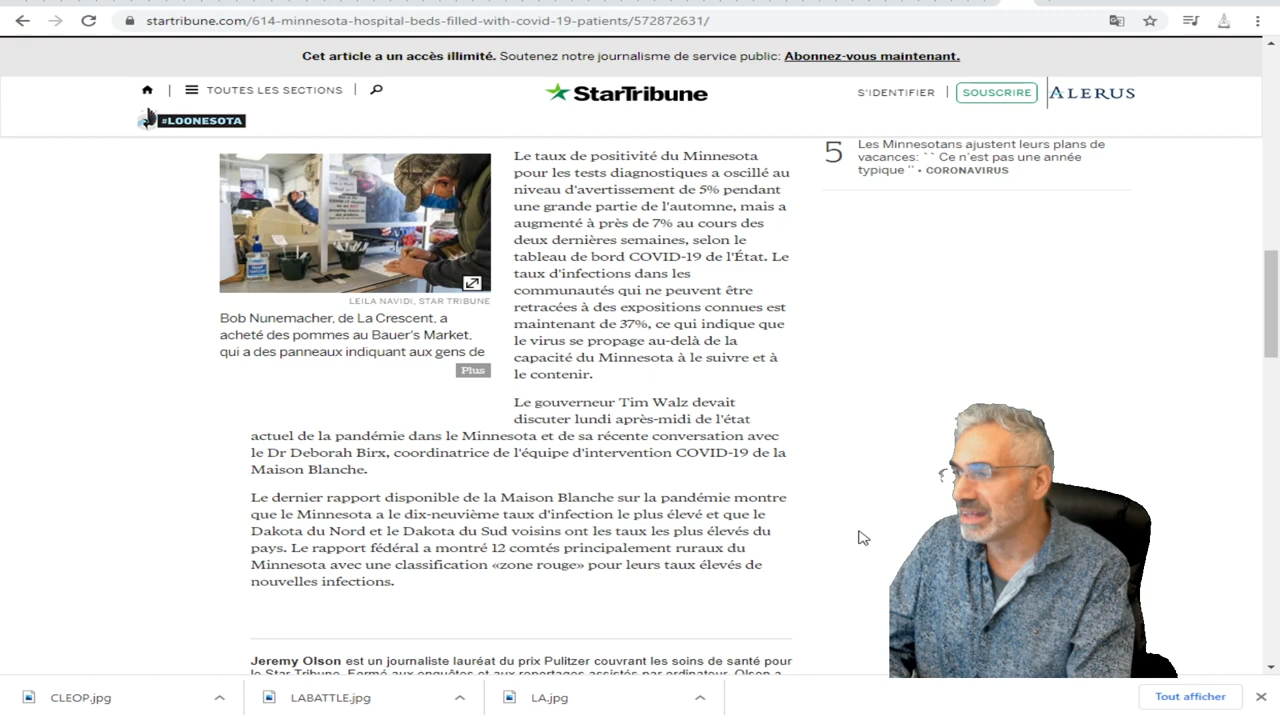 startribune.com/614-minnesota-hospital-beds-filled-with-covid-19-patients/572872631/
Cet article a un accès illimité. Soutenez notre journalisme de service public: Abonnez-vous maintenant.
TOUTES LES SECTIONS
StarTribune
S'IDENTIFIER
SOUSCRIRE
ALERUS
#LOONESOTA
LEILA NAVIDI, STAR TRIBUNE
Bob Nunemacher, de La Crescent, a
acheté des pommes au Bauer's Market,
qui a des panneaux indiquant aux gens de
Plus
Le taux de positivité du Minnesota
pour les tests diagnostiques a oscillé au
niveau d'avertissement de 5% pendant
une grande partie de l'automne, mais a
augmenté à près de 7% au cours des
deux dernières semaines, selon le
tableau de bord COVID-19 de l'État. Le
taux d'infections dans les
communautés qui ne peuvent être
retracées à des expositions connues est
maintenant de 37%, ce qui indique que
le virus se propage au-delà de la
capacité du Minnesota à le suivre et à
le contenir.
Le gouverneur Tim Walz devait
discuter lundi après-midi de l'état
actuel de la pandémie dans le Minnesota et de sa récente conversation avec
le Dr Deborah Birx, coordinatrice de l'équipe d'intervention COVID-19 de la
Maison Blanche.
Le dernier rapport disponible de la Maison Blanche sur la pandémie montre
que le Minnesota a le dix-neuvième taux d'infection le plus élevé et que le
Dakota du Nord et le Dakota du Sud voisins ont les taux les plus élevés du
pays. Le rapport fédéral a montré 12 comtés principalement ruraux du
Minnesota avec une classification «zone rouge» pour leurs taux élevés de
nouvelles infections.
Jeremy Olson est un journaliste lauréat du prix Pulitzer couvrant les soins de santé pour
le Star Tribune. Formé aux enquêtes et aux reportages assistés par ordinateur, Olson a
5
Les Minnesotans ajustent leurs plans de
vacances: `` Ce n'est pas une année
typique '' • CORONAVIRUS
CLEOP.jpg
LABATTLE.jpg
LA.jpg
Tout afficher